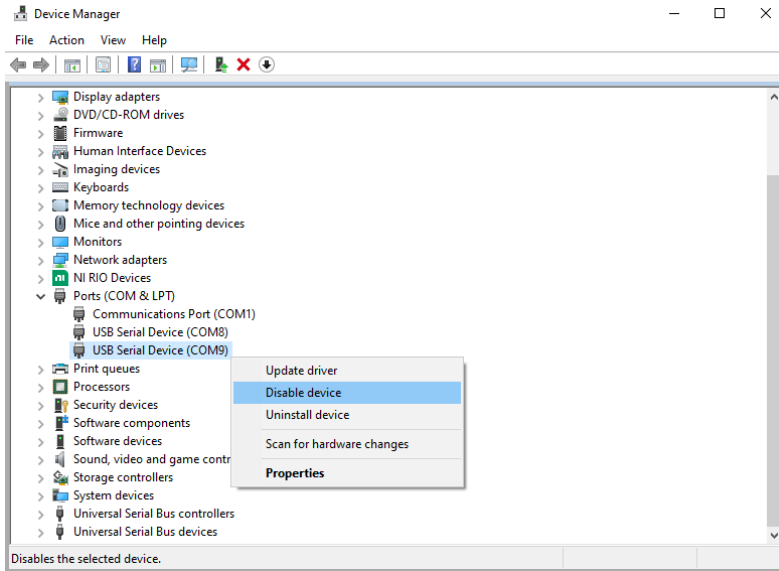 Device Manager
File Action View Help
Display adapters
DVD/CD-ROM drives
Firmware
Human Interface Devices
Imaging devices
Keyboards
Memory technology devices
Mice and other pointing devices
Monitors
Network adapters
NI RIO Devices
Ports (COM & LPT)
Communications Port (COM1)
USB Serial Device (COM8)
USB Serial Device (COM9)
Print queues
Processors
Security devices
Software components
Software devices
Sound, video and game contr
Storage controllers
System devices
Universal Serial Bus controllers
Universal Serial Bus devices
Update driver
Disable device
Uninstall device
Scan for hardware changes
Properties
Disables the selected device.